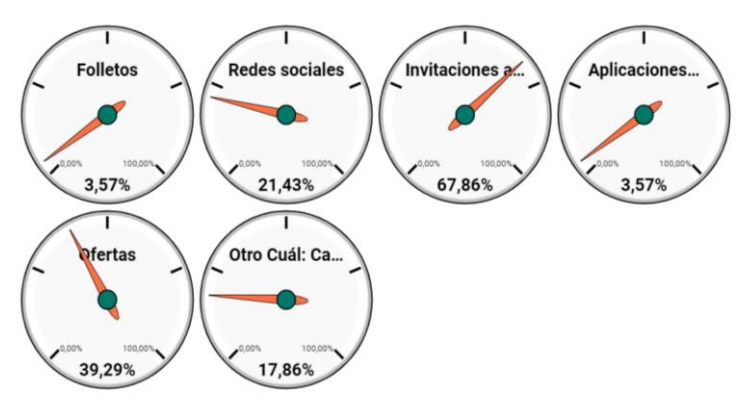 Folletos
0,00% 100,00%
3,57%
Redes sociales
0,00% 100,00%
21,43%
Invitaciones a...
0,00% 100,00%
67,86%
Aplicaciones...
0,00% 100,00%
3,57%
Ofertas
0,00% 100,00%
39,29%
Otro Cuál: Ca...
0,00% 100,00%
17,86%